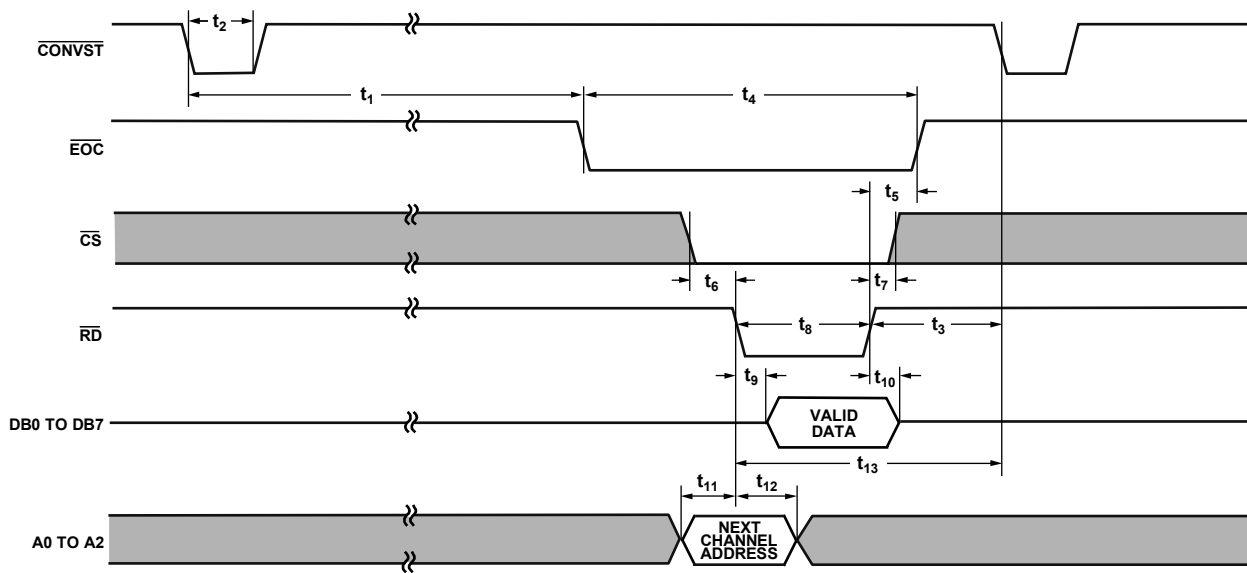 t2
CONVST
t1
t4
EOC
t5
CS
t6
t7
RD
t8
t3
t9
t10
DB0 TO DB7
VALID
DATA
t13
t11
t12
A0 TO A2
NEXT
CHANNEL
ADDRESS